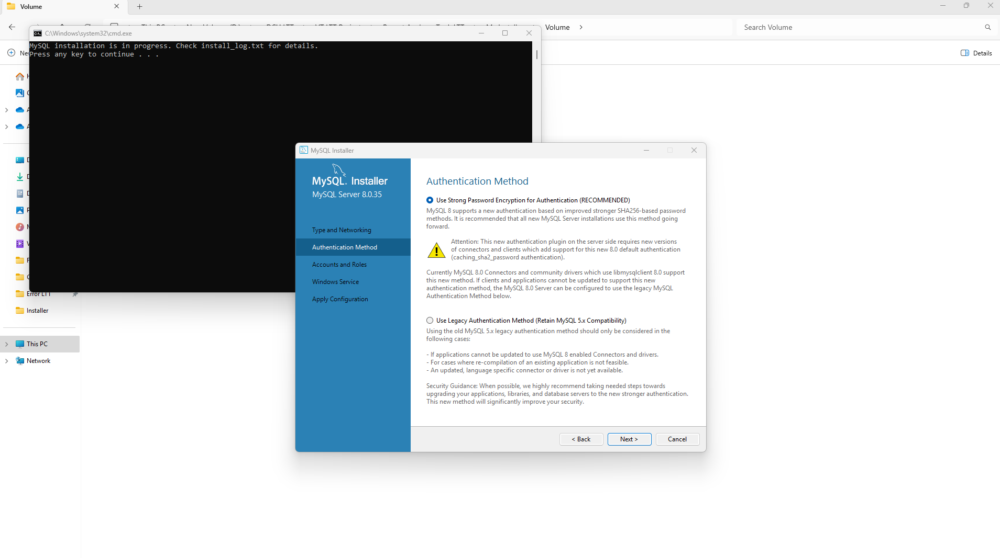 Volume
Volume
Search Volume
C:\Windows\system32\cmd.exe
MySQL installation is in progress. Check install_log.txt for details.
Press any key to continue . . .
Details
Installer
This PC
Network
MySQL Installer
MySQL. Installer
MySQL Server 8.0.35
Type and Networking
Authentication Method
Accounts and Roles
Windows Service
Apply Configuration
Authentication Method
Use Strong Password Encryption for Authentication (RECOMMENDED)
MySQL 8 supports a new authentication based on improved stronger SHA256-based password
methods. It is recommended that all new MySQL Server installations use this method going
forward.
Attention: This new authentication plugin on the server side requires new versions
of connectors and clients which add support for this new 8.0 default authentication
(caching_sha2_password authentication).
Currently MySQL 8.0 Connectors and community drivers which use libmysqlclient 8.0 support
this new method. If clients and applications cannot be updated to support this new
authentication method, the MySQL 8.0 Server can be configured to use the legacy MySQL
Authentication Method below.
Use Legacy Authentication Method (Retain MySQL 5.x Compatibility)
Using the old MySQL 5.x legacy authentication method should only be considered in the
following cases:
- If applications cannot be updated to use MySQL 8 enabled Connectors and drivers.
- For cases where re-compilation of an existing application is not feasible.
- An updated, language specific connector or driver is not yet available.
Security Guidance: When possible, we highly recommend taking needed steps towards
upgrading your applications, libraries, and database servers to the new stronger authentication.
This new method will significantly improve your security.
< Back
Next >
Cancel